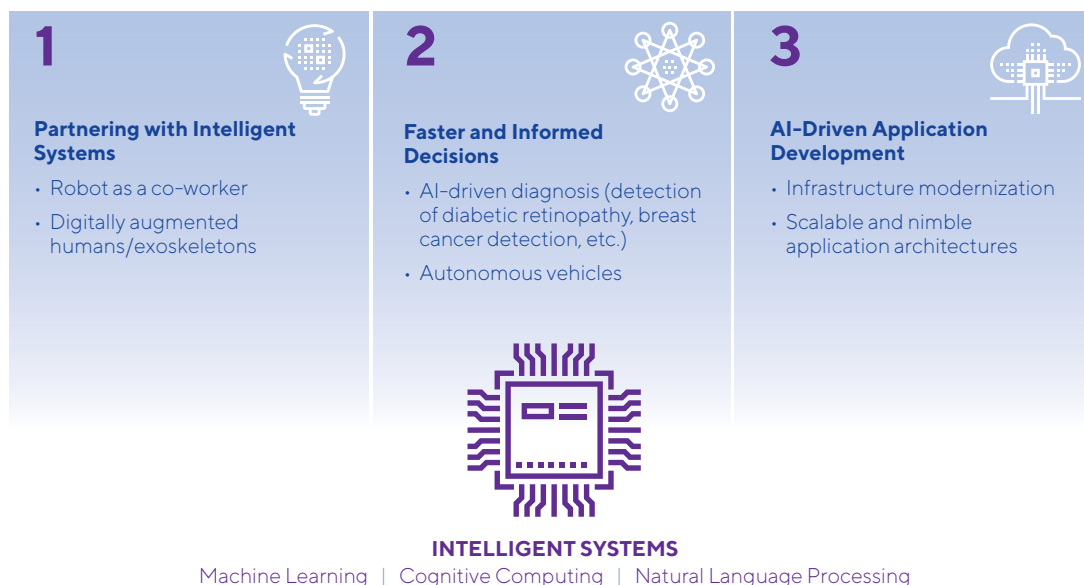 1
Partnering with Intelligent
Systems
• Robot as a co-worker
• Digitally augmented
humans/exoskeletons
2
Faster and Informed
Decisions
• AI-driven diagnosis (detection
of diabetic retinopathy, breast
cancer detection, etc.)
• Autonomous vehicles
3
AI-Driven Application
Development
• Infrastructure modernization
• Scalable and nimble
application architectures
INTELLIGENT SYSTEMS
Machine Learning | Cognitive Computing | Natural Language Processing